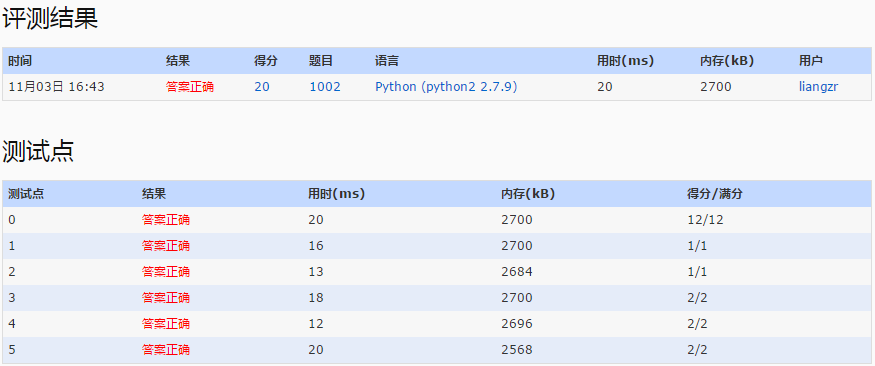 评测结果
时间 结果 得分 题目 语言 用时(ms) 内存(kB) 用户
11月03日 16:43 答案正确 20 1002 Python (python2 2.7.9) 20 2700 liangzr
测试点
测试点 结果 用时(ms) 内存(kB) 得分/满分
0 答案正确 20 2700 12/12
1 答案正确 16 2700 1/1
2 答案正确 13 2684 1/1
3 答案正确 18 2700 2/2
4 答案正确 12 2696 2/2
5 答案正确 20 2568 2/2